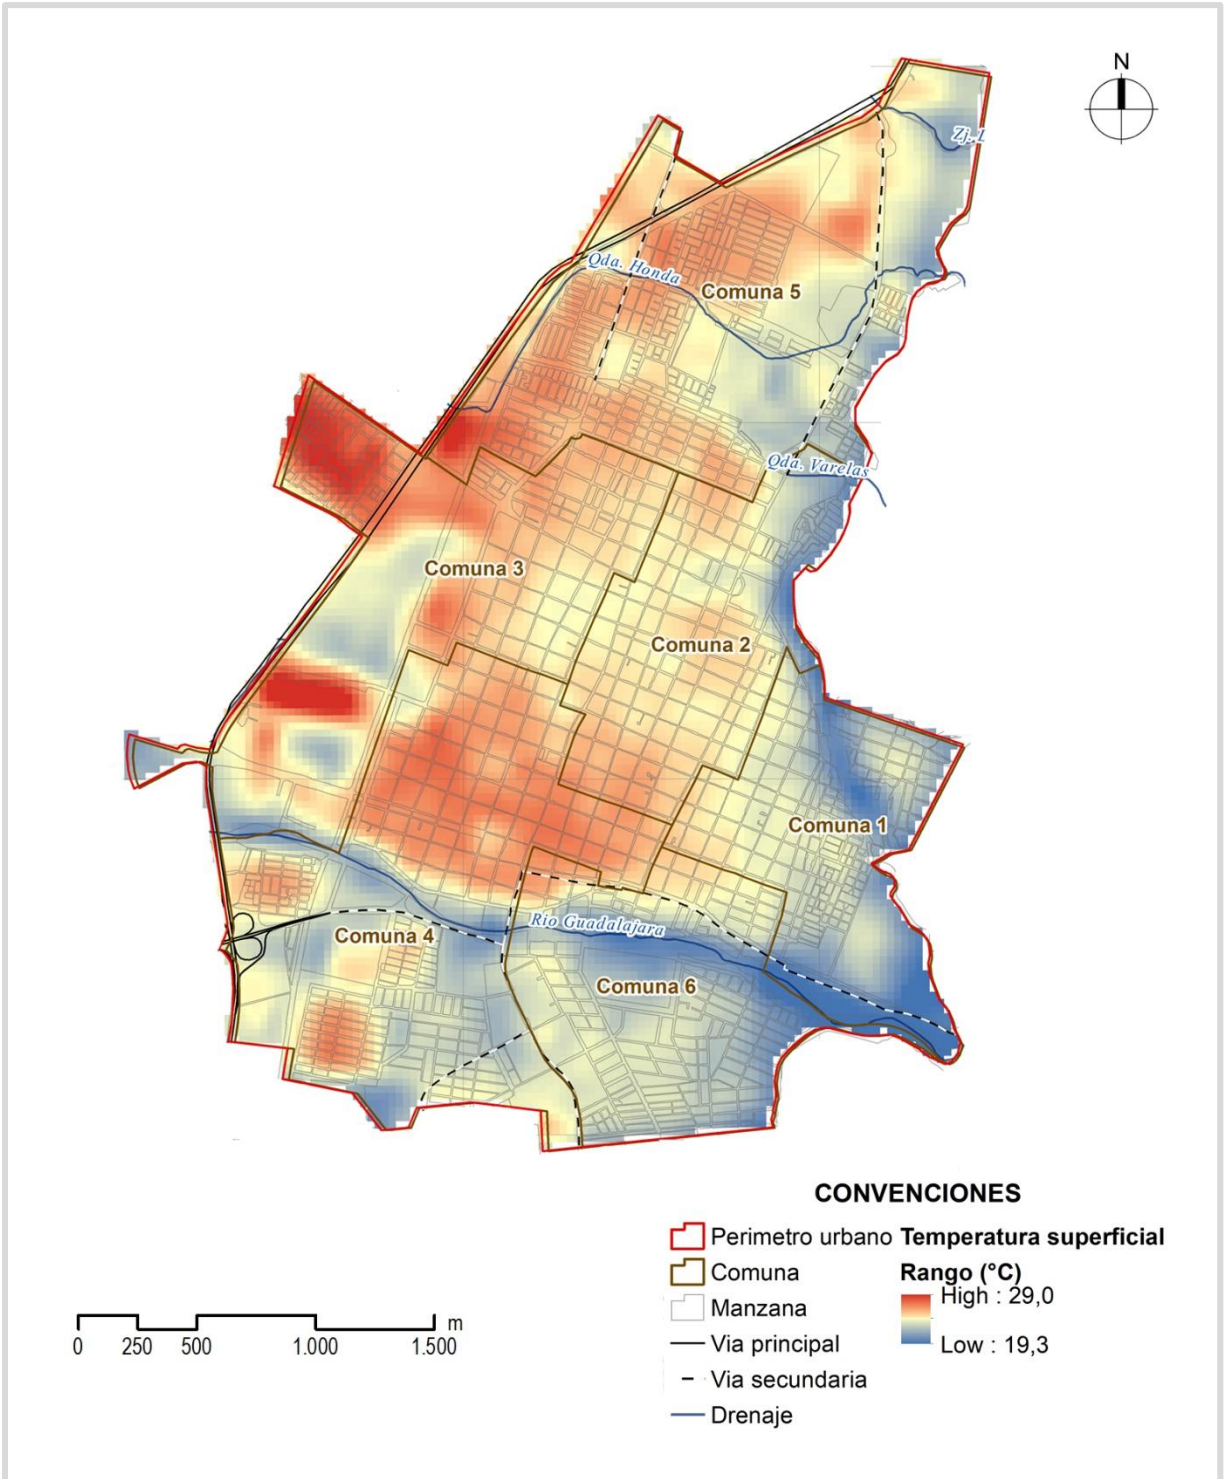 N
Zj. L
Qda. Honda
Comuna 5
Qda. Varelas
Comuna 3
Comuna 2
Comuna 1
Río Guadalajara
Comuna 4
Comuna 6
CONVENCIONES
Perimetro urbano
Comuna
Manzana
Via principal
Via secundaria
Drenaje
Temperatura superficial
Rango (°C)
High : 29,0
Low : 19,3
m
0 250 500 1.000 1.500